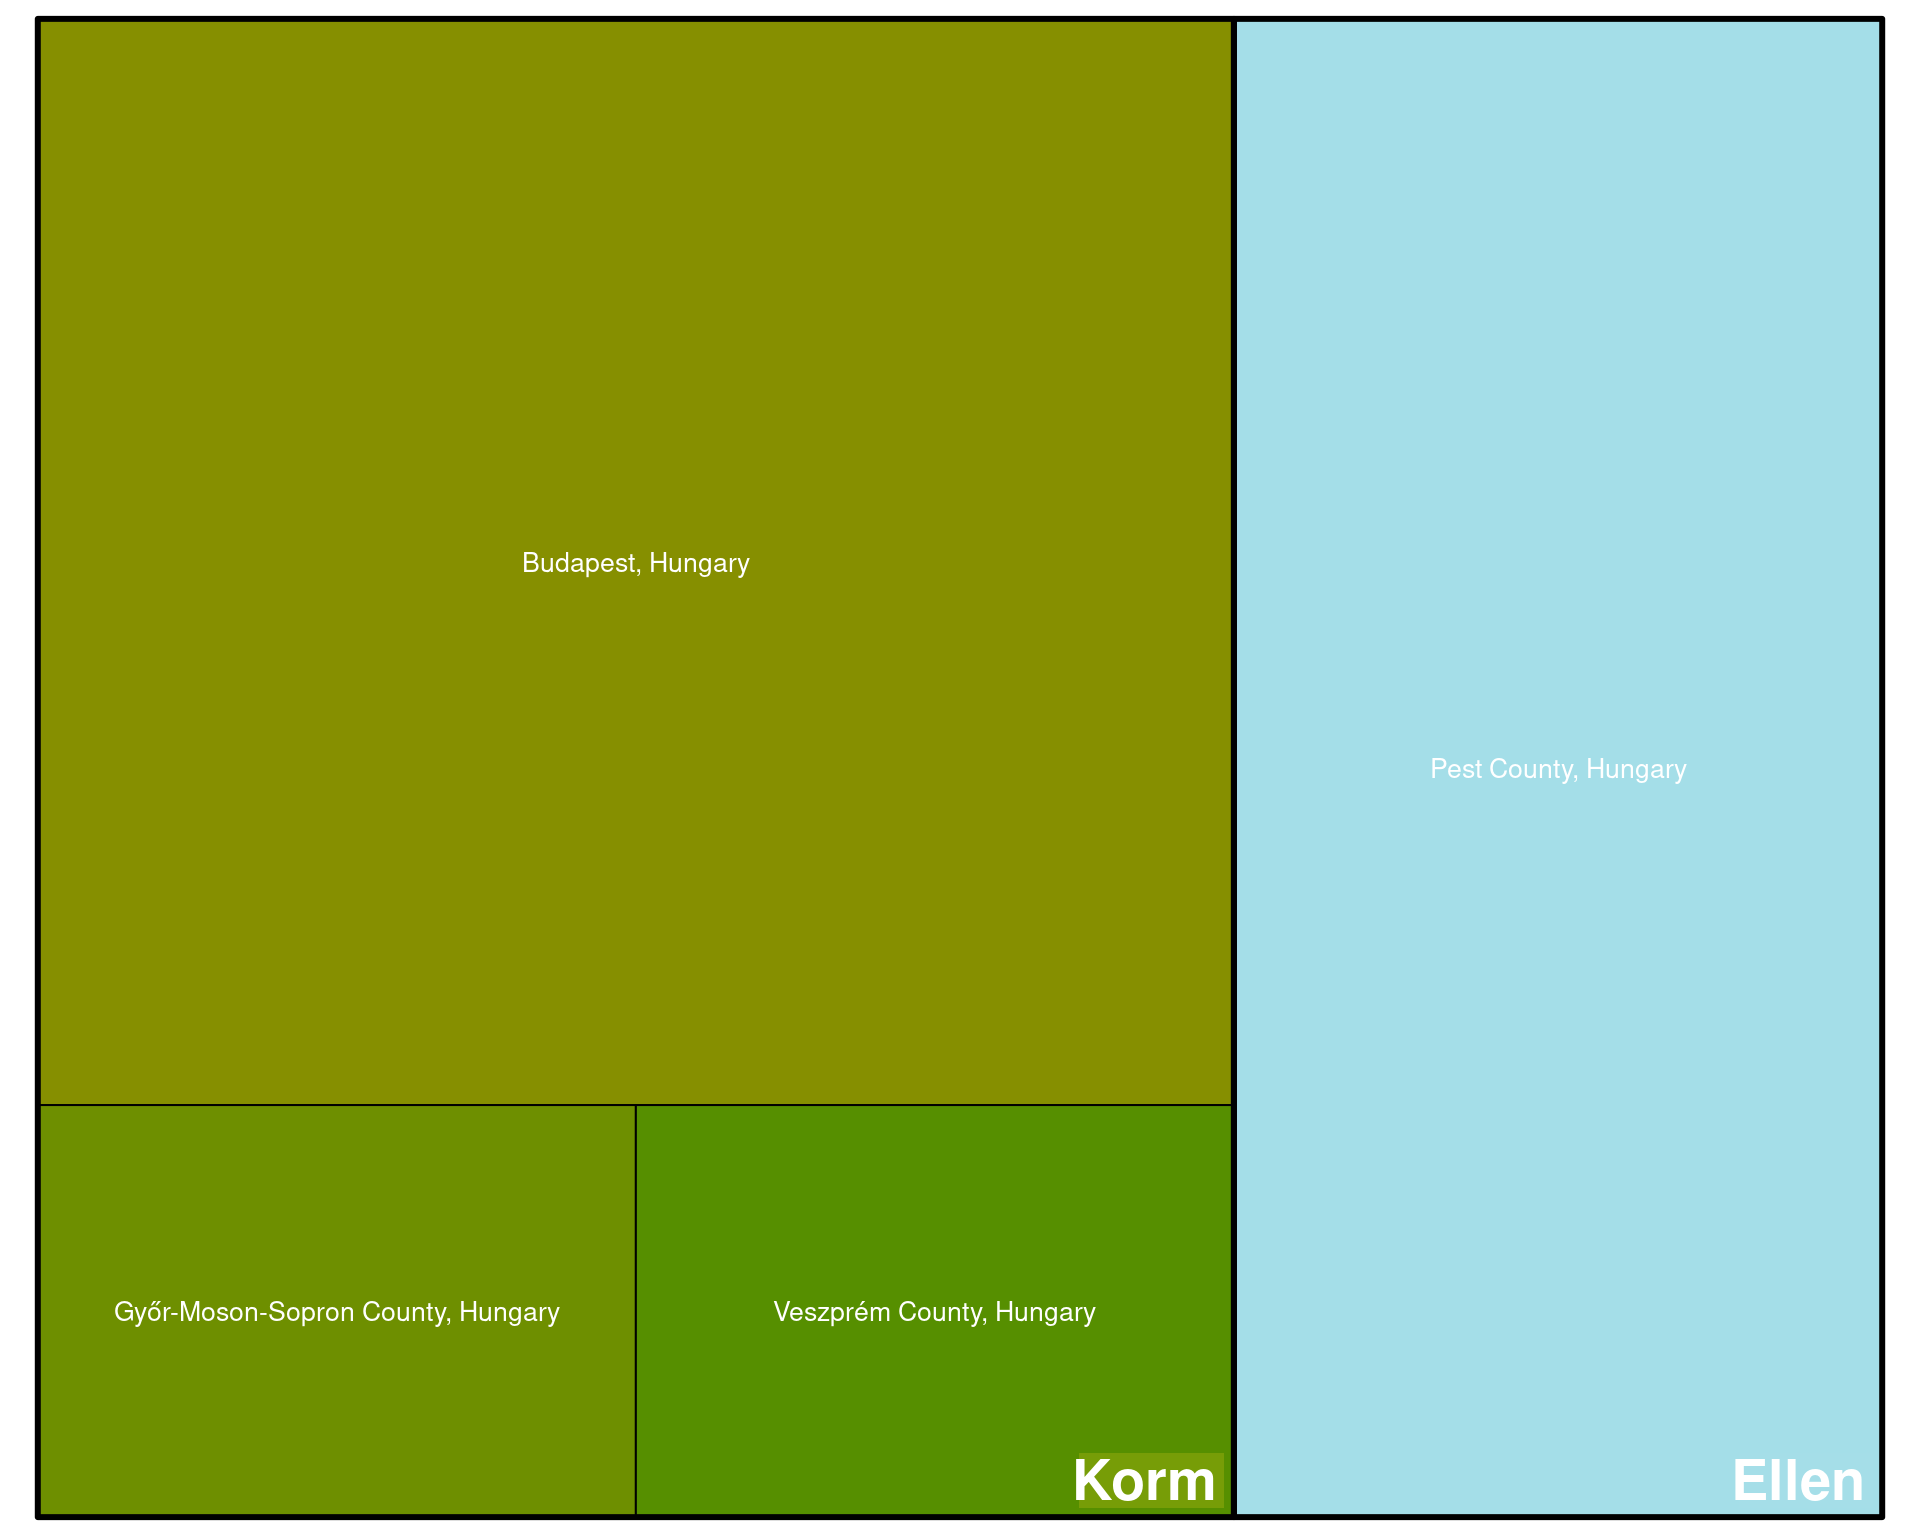 Budapest, Hungary
Pest County, Hungary
Győr-Moson-Sopron County, Hungary
Veszprém County, Hungary
Korm
Ellen